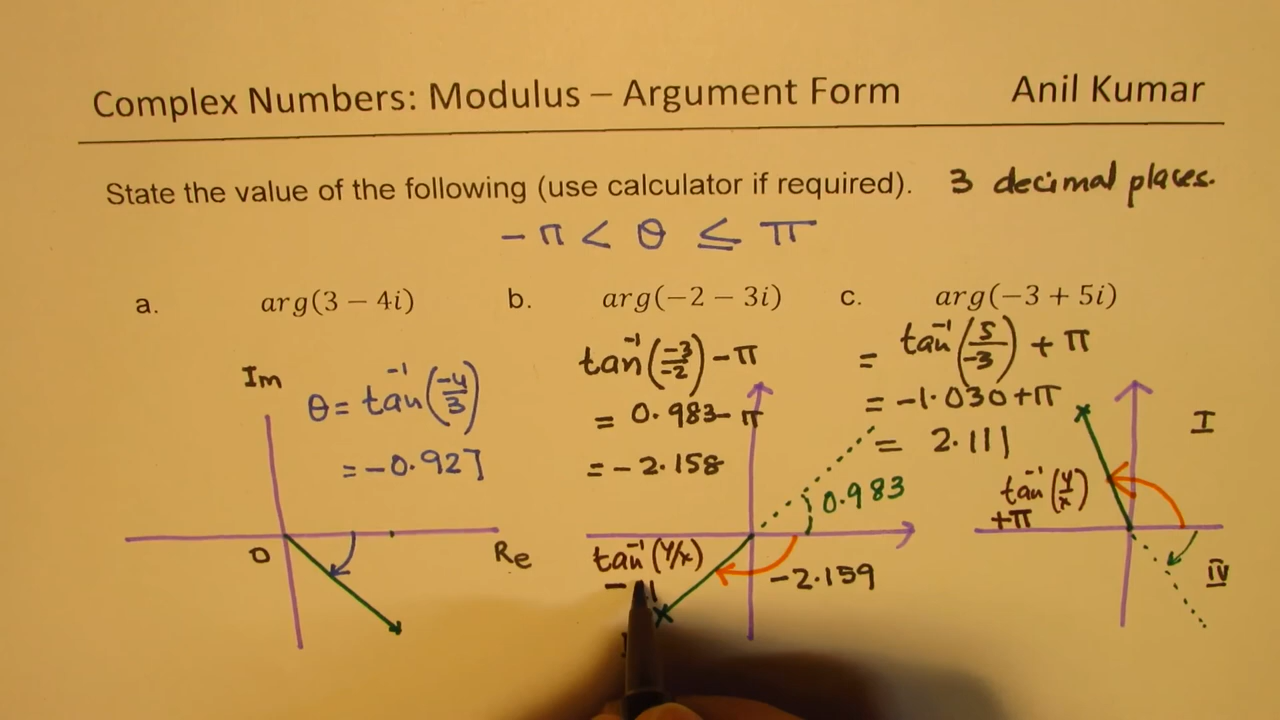 Complex Numbers: Modulus – Argument Form Anil Kumar
State the value of the following (use calculator if required). 3 decimal places.
-π < θ ≤ π
a. arg(3 − 4i)
b. arg(−2 − 3i)
c. arg(−3 + 5i)
Im
θ = tan⁻¹(-4/3)
= -0.927
O
Re
tan⁻¹(-3/-2) - π
= 0.983 - π
= -2.158
0.983
tan⁻¹(y/x)
-
-2.159
= tan⁻¹(5/-3) + π
= -1.030 + π
= 2.111
I
tan⁻¹(y/x)
+π
IV